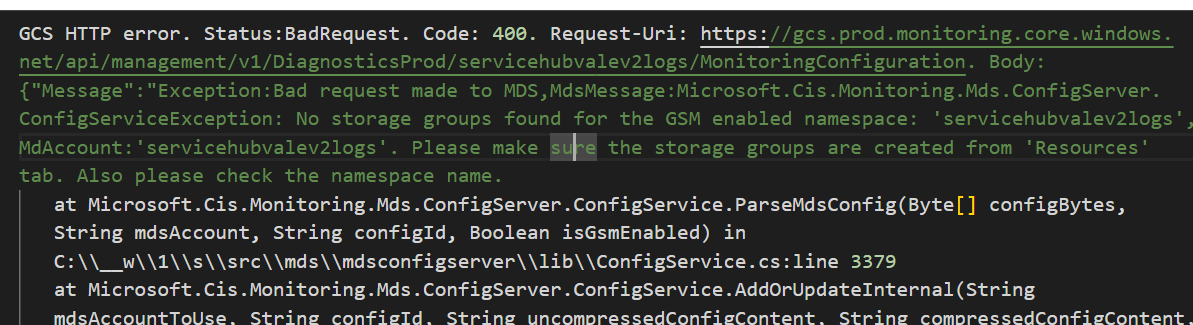 GCS HTTP error. Status:BadRequest. Code: 400. Request-Uri: https://gcs.prod.monitoring.core.windows.
net/api/management/v1/DiagnosticsProd/servicehubvalev2logs/MonitoringConfiguration. Body:
{"Message":"Exception:Bad request made to MDS,MdsMessage:Microsoft.Cis.Monitoring.Mds.ConfigServer.
ConfigServiceException: No storage groups found for the GSM enabled namespace: 'servicehubvalev2logs',
MdAccount:'servicehubvalev2logs'. Please make sure the storage groups are created from 'Resources'
tab. Also please check the namespace name.
at Microsoft.Cis.Monitoring.Mds.ConfigServer.ConfigService.ParseMdsConfig(Byte[] configBytes,
String mdsAccount, String configId, Boolean isGsmEnabled) in
C:\\__w\\1\\s\\src\\mds\\mdsconfigserver\\lib\\ConfigService.cs:line 3379
at Microsoft.Cis.Monitoring.Mds.ConfigServer.ConfigService.AddOrUpdateInternal(String
mdsAccountToUse, String configId, String uncompressedConfigContent, String compressedConfigContent,